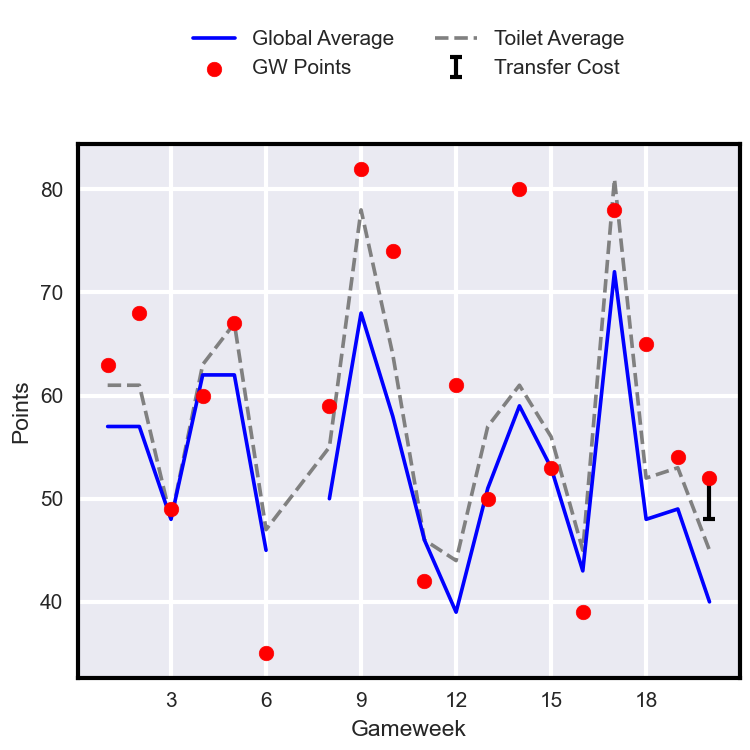 Global Average
Toilet Average
GW Points
Transfer Cost
80
70
60
50
40
Points
3 6 9 12 15 18
Gameweek